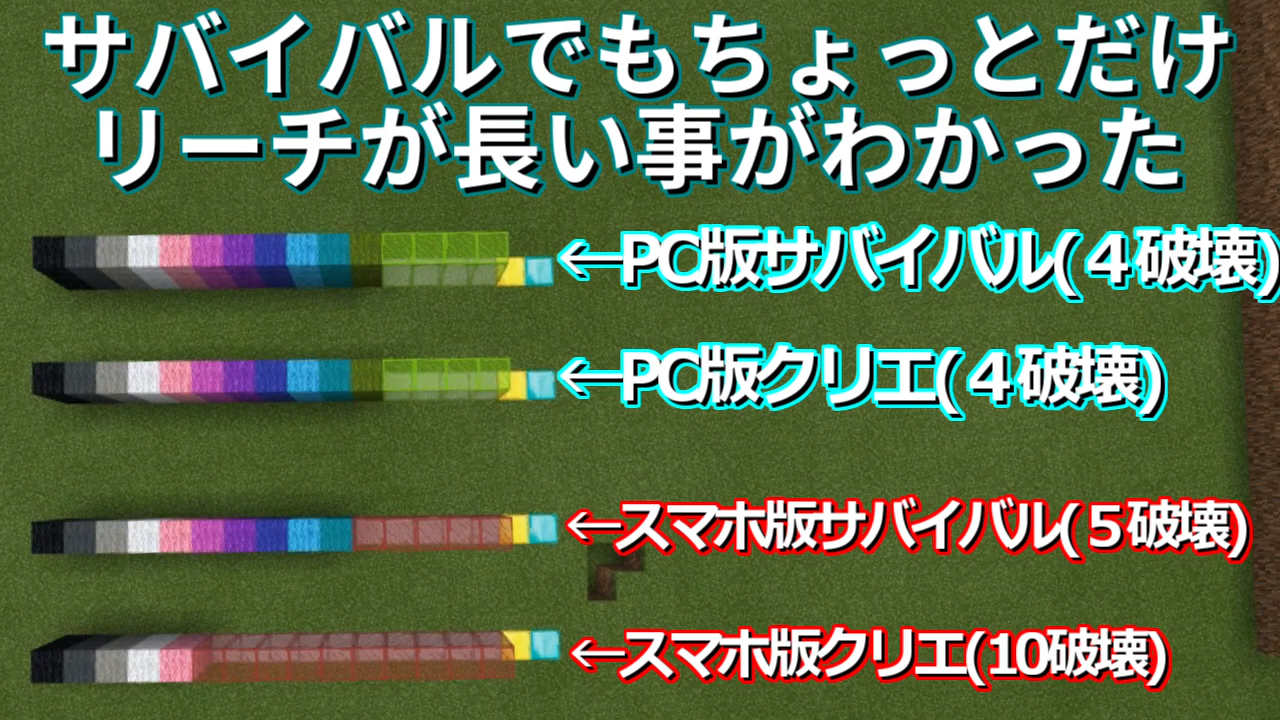 サバイバルでもちょっとだけ
リーチが長い事がわかった
←PC版サバイバル(４破壊)
←PC版クリエ(４破壊)
←スマホ版サバイバル(５破壊)
←スマホ版クリエ(10破壊)